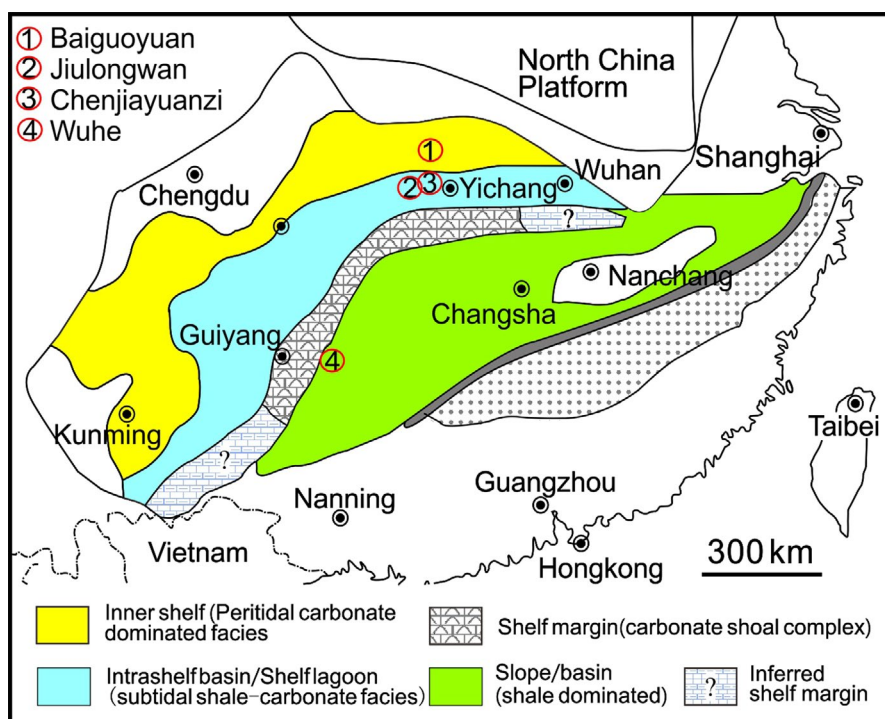 ① Baiguoyuan
② Jiulongwan
③ Chenjiayuanzi
④ Wuhe
North China
Platform
Shanghai
Chengdu
1
2 3
Yichang
Wuhan
?
Nanchang
Changsha
Guiyang
4
Kunming
?
Taibei
Nanning
Guangzhou
Vietnam
Hongkong
300 km
Inner shelf (Peritidal carbonate
dominated facies
Shelf margin(carbonate shoal complex)
Intrashelf basin/Shelf lagoon
(subtidal shale-carbonate facies)
Slope/basin
(shale dominated)
?
Inferred
shelf margin